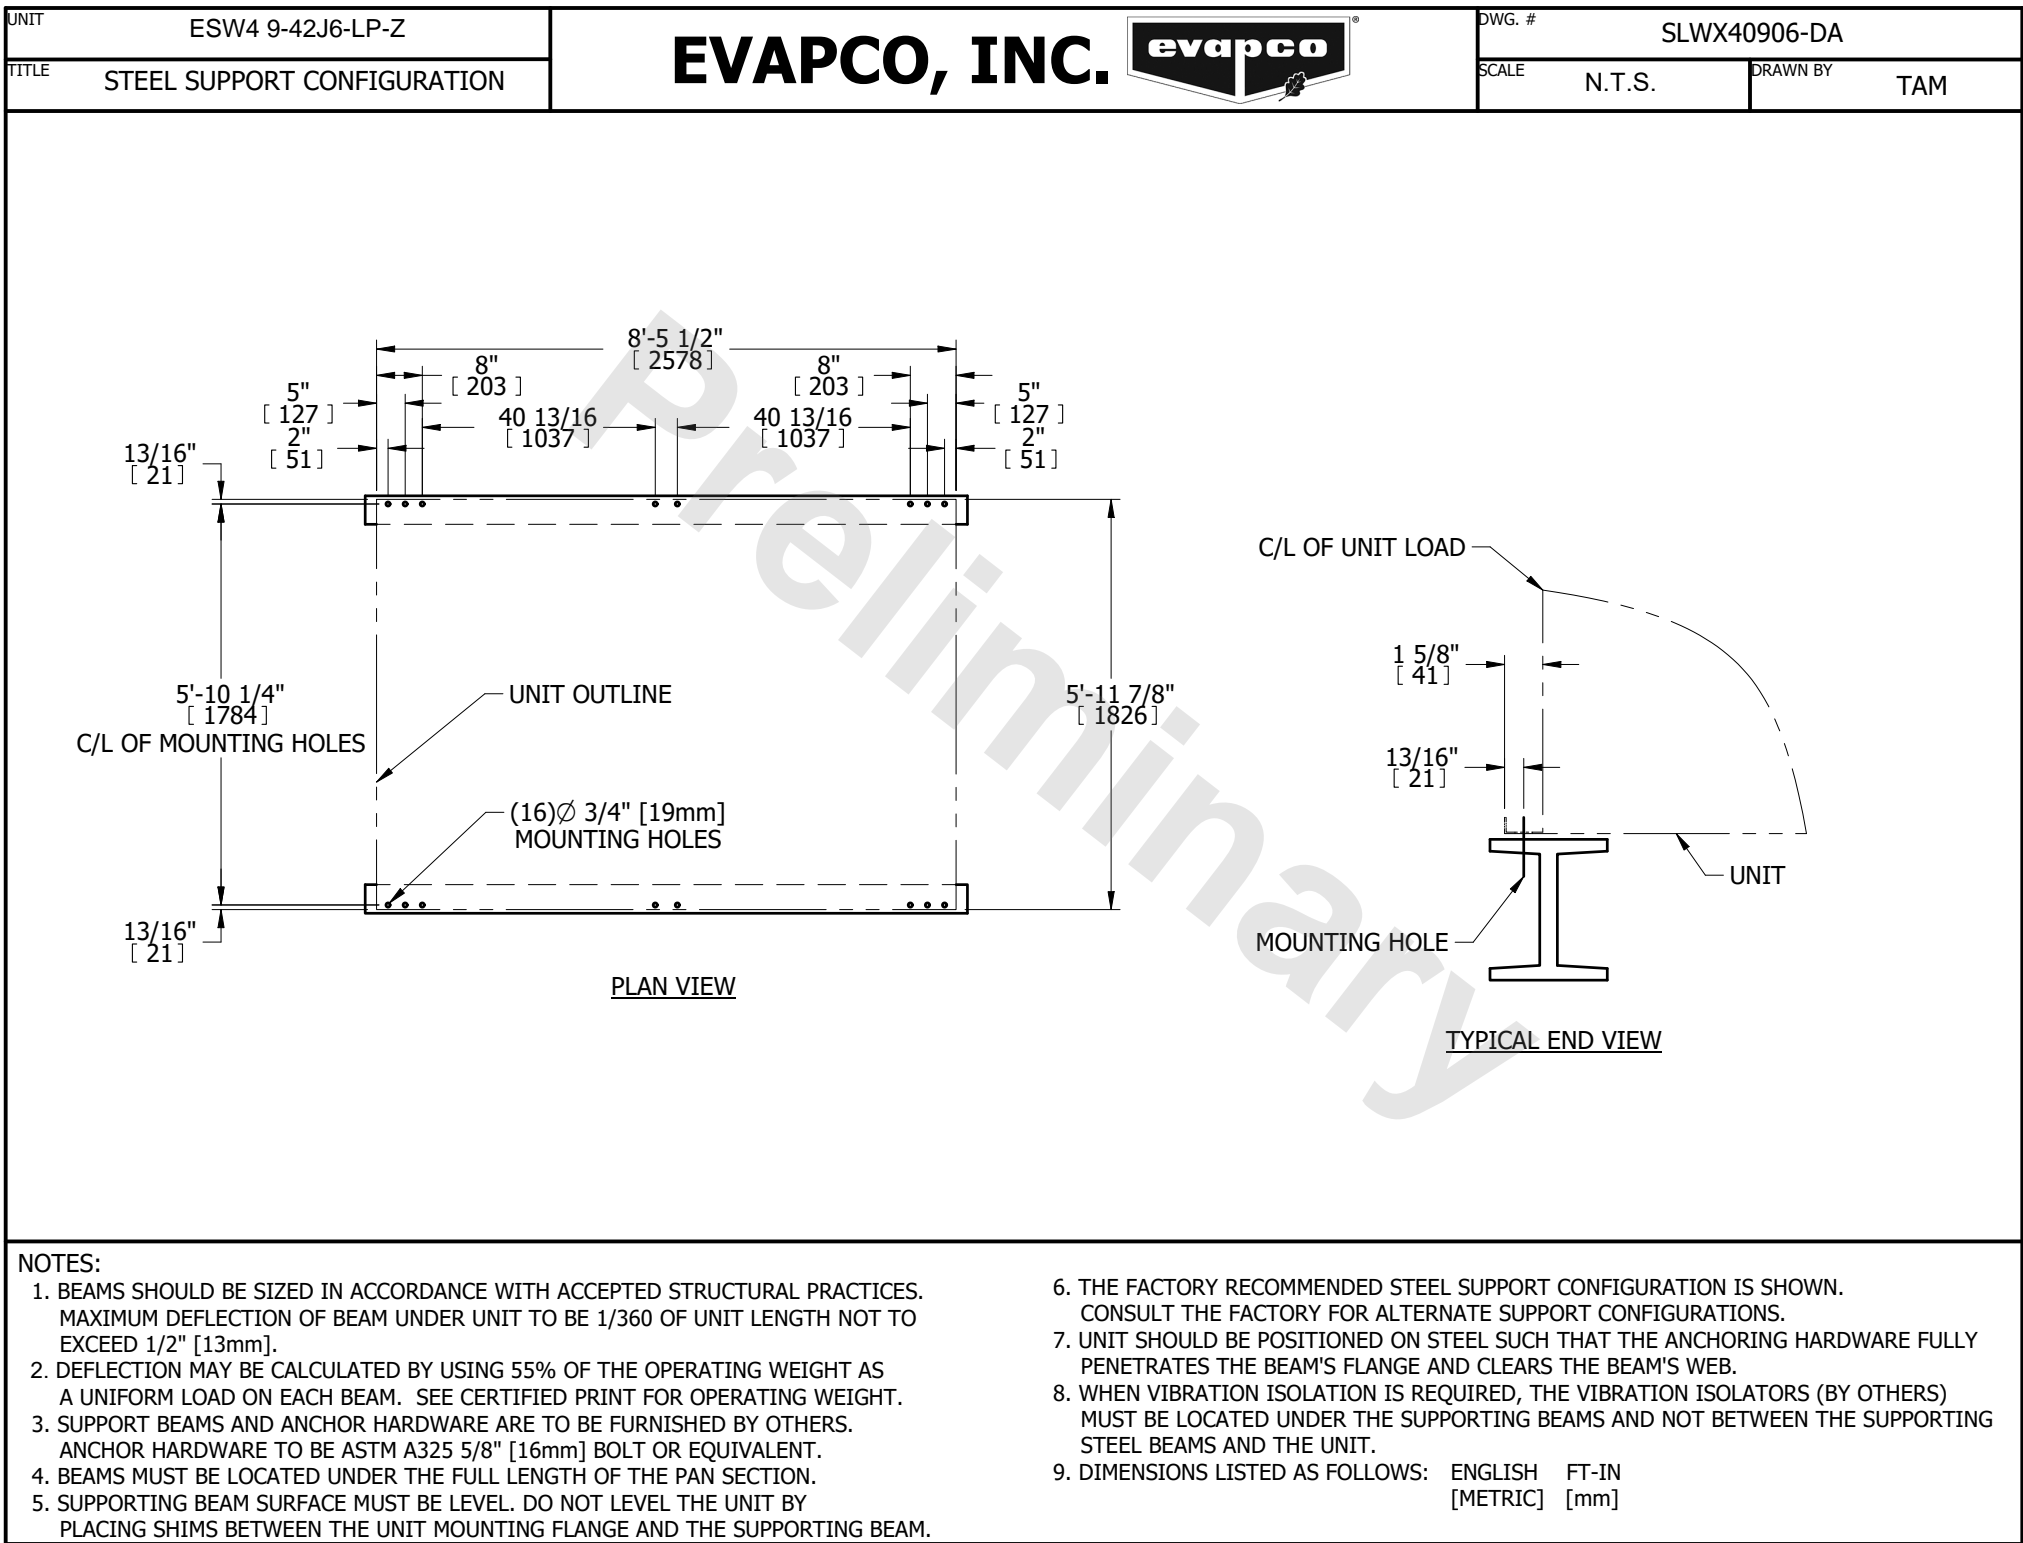 UNIT
ESW4 9-42J6-LP-Z
TITLE
STEEL SUPPORT CONFIGURATION
EVAPCO, INC.
evapco
®
DWG. #
SLWX40906-DA
SCALE
N.T.S.
DRAWN BY
TAM
8'-5 1/2"
[ 2578 ]
8"
[ 203 ]
8"
[ 203 ]
5"
[ 127 ]
5"
[ 127 ]
40 13/16
[ 1037 ]
40 13/16
[ 1037 ]
2"
[ 51 ]
2"
[ 51 ]
13/16"
[ 21 ]
5'-10 1/4"
[ 1784 ]
C/L OF MOUNTING HOLES
UNIT OUTLINE
5'-11 7/8"
[ 1826 ]
(16)Ø 3/4" [19mm]
MOUNTING HOLES
13/16"
[ 21 ]
PLAN VIEW
C/L OF UNIT LOAD
1 5/8"
[ 41 ]
13/16"
[ 21 ]
UNIT
MOUNTING HOLE
TYPICAL END VIEW
Preliminary
NOTES:
1. BEAMS SHOULD BE SIZED IN ACCORDANCE WITH ACCEPTED STRUCTURAL PRACTICES.
MAXIMUM DEFLECTION OF BEAM UNDER UNIT TO BE 1/360 OF UNIT LENGTH NOT TO
EXCEED 1/2" [13mm].
2. DEFLECTION MAY BE CALCULATED BY USING 55% OF THE OPERATING WEIGHT AS
A UNIFORM LOAD ON EACH BEAM. SEE CERTIFIED PRINT FOR OPERATING WEIGHT.
3. SUPPORT BEAMS AND ANCHOR HARDWARE ARE TO BE FURNISHED BY OTHERS.
ANCHOR HARDWARE TO BE ASTM A325 5/8" [16mm] BOLT OR EQUIVALENT.
4. BEAMS MUST BE LOCATED UNDER THE FULL LENGTH OF THE PAN SECTION.
5. SUPPORTING BEAM SURFACE MUST BE LEVEL. DO NOT LEVEL THE UNIT BY
PLACING SHIMS BETWEEN THE UNIT MOUNTING FLANGE AND THE SUPPORTING BEAM.
6. THE FACTORY RECOMMENDED STEEL SUPPORT CONFIGURATION IS SHOWN.
CONSULT THE FACTORY FOR ALTERNATE SUPPORT CONFIGURATIONS.
7. UNIT SHOULD BE POSITIONED ON STEEL SUCH THAT THE ANCHORING HARDWARE FULLY
PENETRATES THE BEAM'S FLANGE AND CLEARS THE BEAM'S WEB.
8. WHEN VIBRATION ISOLATION IS REQUIRED, THE VIBRATION ISOLATORS (BY OTHERS)
MUST BE LOCATED UNDER THE SUPPORTING BEAMS AND NOT BETWEEN THE SUPPORTING
STEEL BEAMS AND THE UNIT.
9. DIMENSIONS LISTED AS FOLLOWS: ENGLISH FT-IN
[METRIC] [mm]